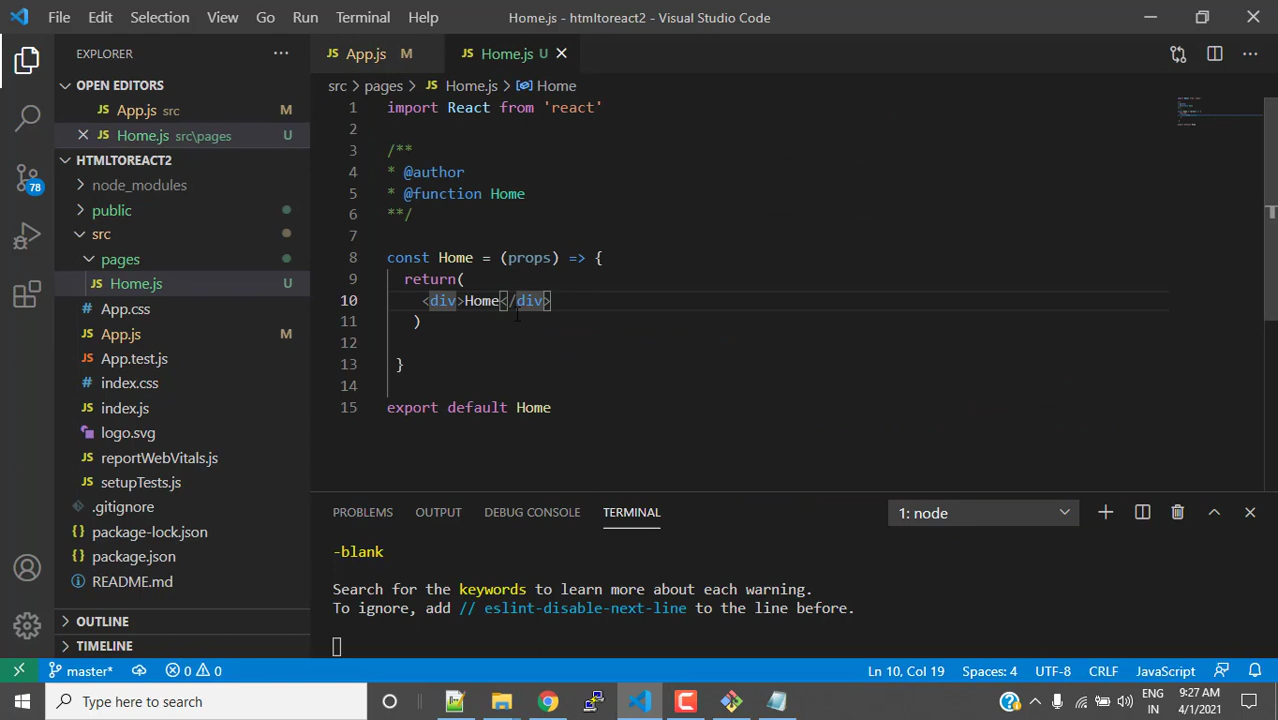 File Edit Selection View Go Run Terminal Help
Home.js - htmltoreact2 - Visual Studio Code
EXPLORER
OPEN EDITORS
JS App.js src M
JS Home.js src\pages U
HTMLTOREACT2
node_modules
public
src
pages
JS Home.js U
# App.css
JS App.js M
JS App.test.js
# index.css
JS index.js
logo.svg
JS reportWebVitals.js
JS setupTests.js
.gitignore
{} package-lock.json
{} package.json
README.md
OUTLINE
TIMELINE
78
JS App.js M
JS Home.js U
src > pages > JS Home.js > Home
1 import React from 'react'
2
3 /**
4 * @author
5 * @function Home
6 **/
7
8 const Home = (props) => {
9 return(
10 <div>Home</div>
11 )
12
13 }
14
15 export default Home
PROBLEMS OUTPUT DEBUG CONSOLE TERMINAL
1: node
-blank
Search for the keywords to learn more about each warning.
To ignore, add // eslint-disable-next-line to the line before.
master* 0 0
Ln 10, Col 19 Spaces: 4 UTF-8 CRLF JavaScript
Type here to search
ENG
IN
9:27 AM
4/1/2021